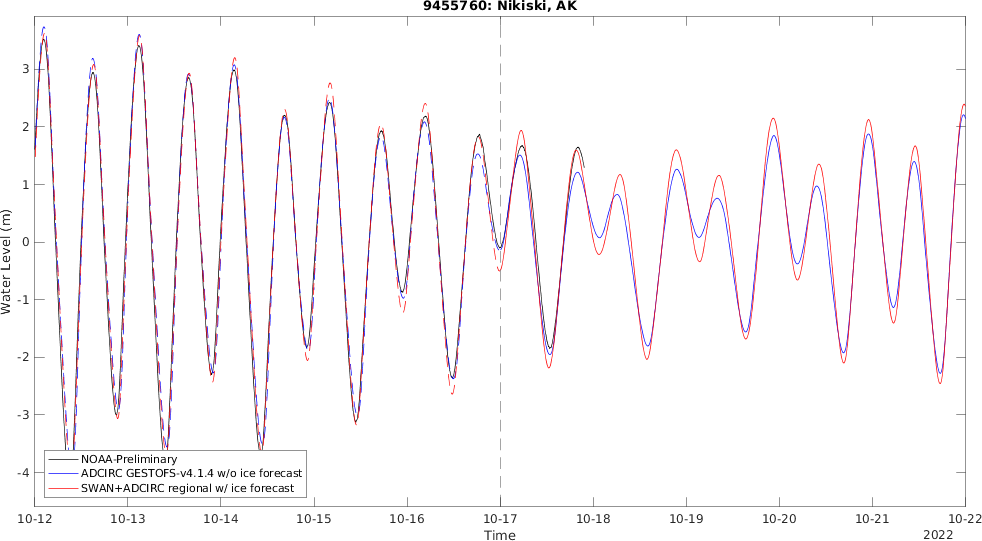 9455760: Nikiski, AK
Water Level (m)
3
2
1
0
-1
-2
-3
-4
NOAA-Preliminary
ADCIRC GESTOFS-v4.1.4 w/o ice forecast
SWAN+ADCIRC regional w/ ice forecast
10-12 10-13 10-14 10-15 10-16 10-17 10-18 10-19 10-20 10-21 10-22
Time
2022